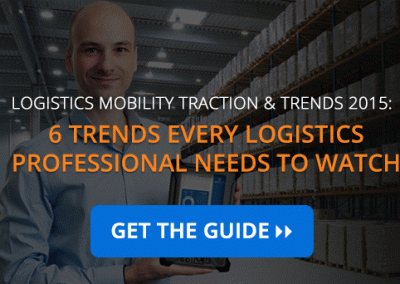 LOGISTICS MOBILITY TRACTION & TRENDS 2015:
6 TRENDS EVERY LOGISTICS
PROFESSIONAL NEEDS TO WATCH
GET THE GUIDE